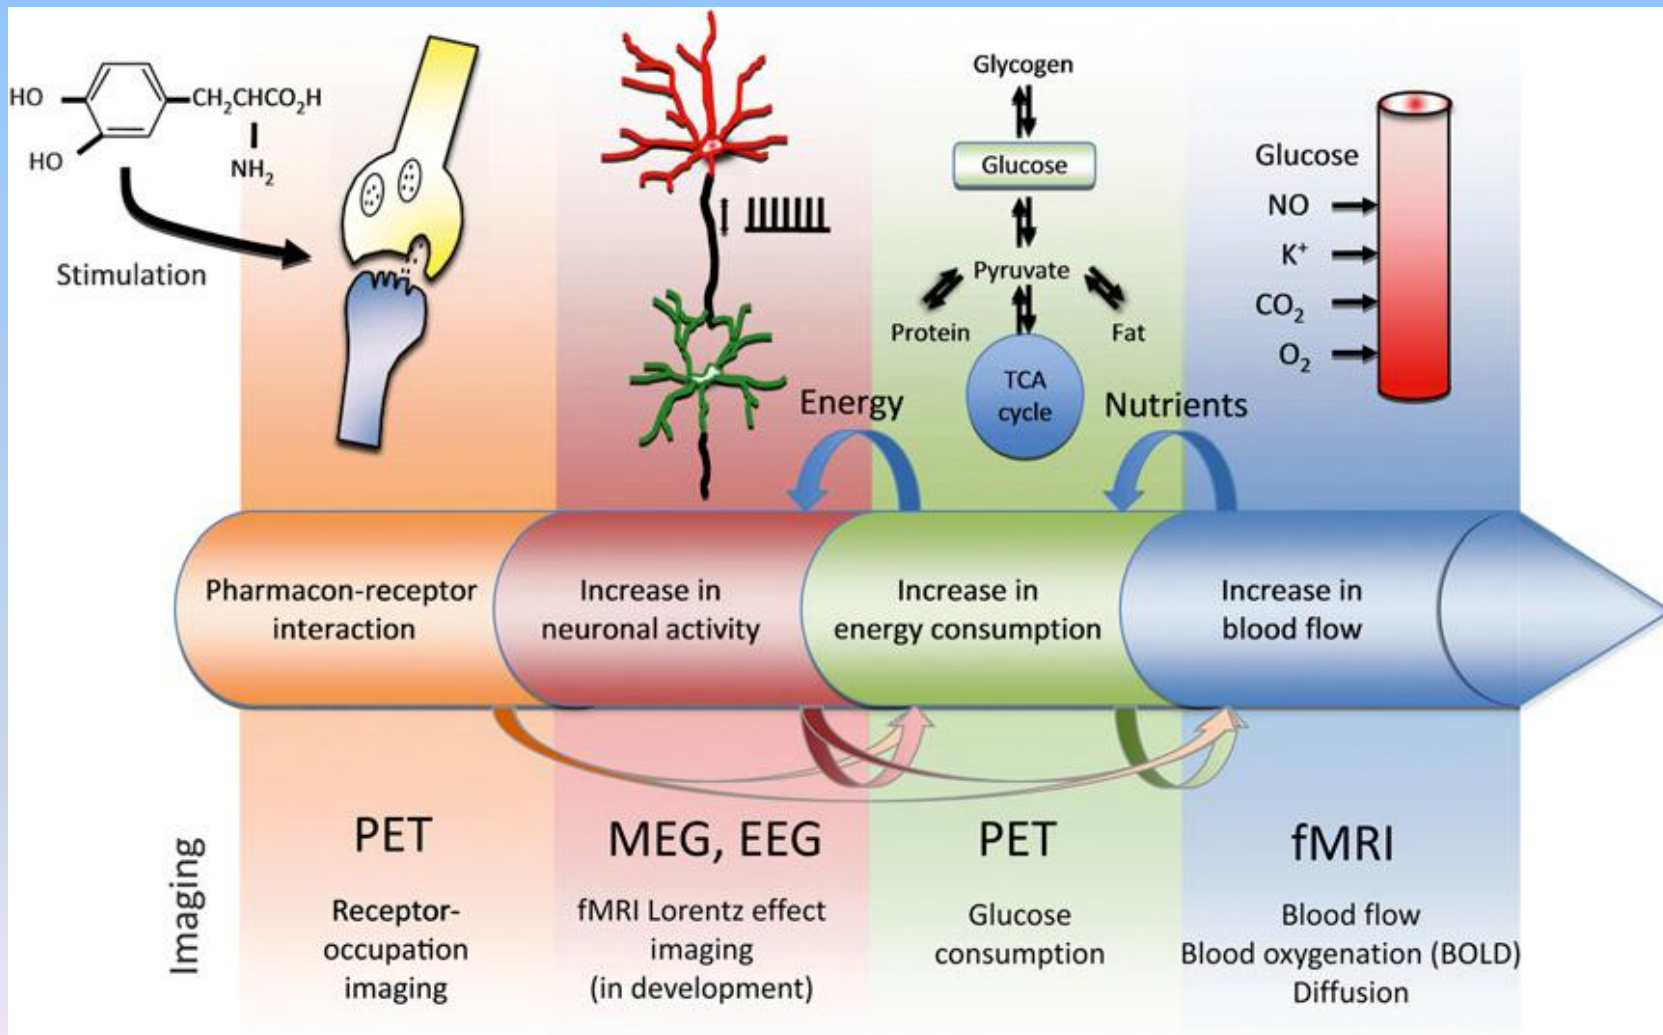 HO
CH₂CHCO₂H
HO
NH₂
Stimulation
Glycogen
Glucose
Pyruvate
Protein
Fat
TCA
cycle
Glucose
NO
K⁺
CO₂
O₂
Energy
Nutrients
Pharmacon-receptor
interaction
Increase in
neuronal activity
Increase in
energy consumption
Increase in
blood flow
Imaging
PET
Receptor-
occupation
imaging
MEG, EEG
fMRI Lorentz effect
imaging
(in development)
PET
Glucose
consumption
fMRI
Blood flow
Blood oxygenation (BOLD)
Diffusion